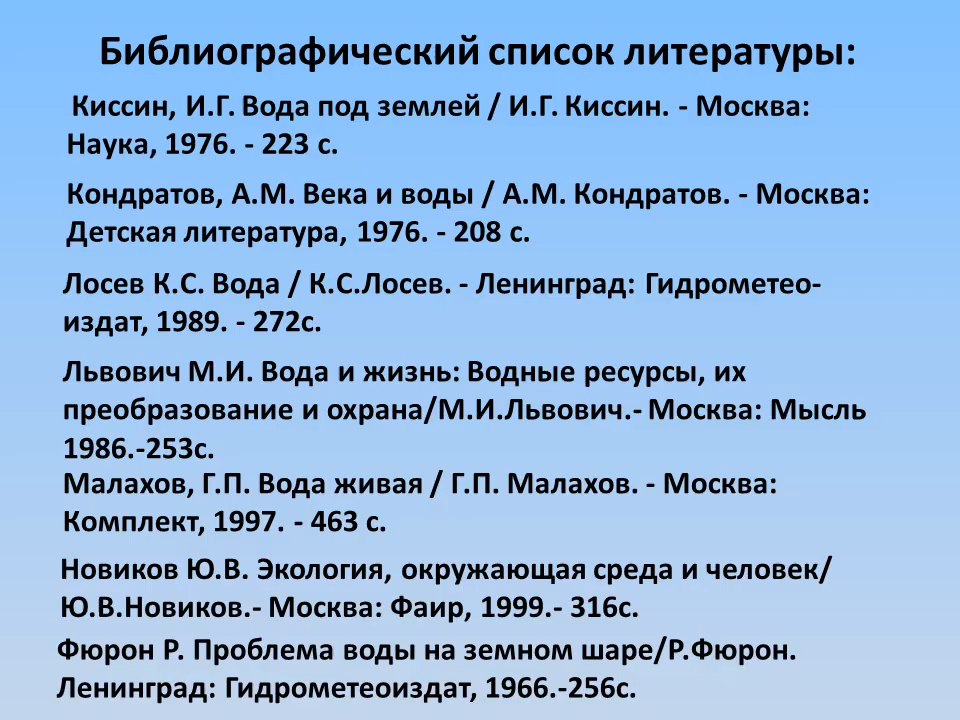 Библиографический список литературы:
Киссин, И.Г. Вода под землей / И.Г. Киссин. - Москва:
Наука, 1976. - 223 с.
Кондратов, А.М. Века и воды / А.М. Кондратов. - Москва:
Детская литература, 1976. - 208 с.
Лосев К.С. Вода / К.С.Лосев. - Ленинград: Гидрометео-
издат, 1989. - 272с.
Львович М.И. Вода и жизнь: Водные ресурсы, их
преобразование и охрана/М.И.Львович.- Москва: Мысль
1986.-253с.
Малахов, Г.П. Вода живая / Г.П. Малахов. - Москва:
Комплект, 1997. - 463 с.
Новиков Ю.В. Экология, окружающая среда и человек/
Ю.В.Новиков.- Москва: Фаир, 1999.- 316с.
Фюрон Р. Проблема воды на земном шаре/Р.Фюрон.
Ленинград: Гидрометеоиздат, 1966.-256с.